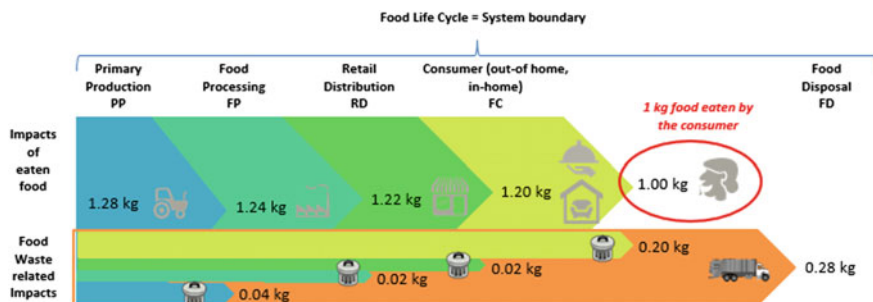 Food Life Cycle = System boundary
Primary
Production
PP
Food
Processing
FP
Retail
Distribution
RD
Consumer (out-of home,
in-home)
FC
Food
Disposal
FD
Impacts
of
eaten
food
1 kg food eaten by
the consumer
1.28 kg
1.24 kg
1.22 kg
1.20 kg
1.00 kg
Food
Waste
related
Impacts
0.04 kg
0.02 kg
0.02 kg
0.20 kg
0.28 kg